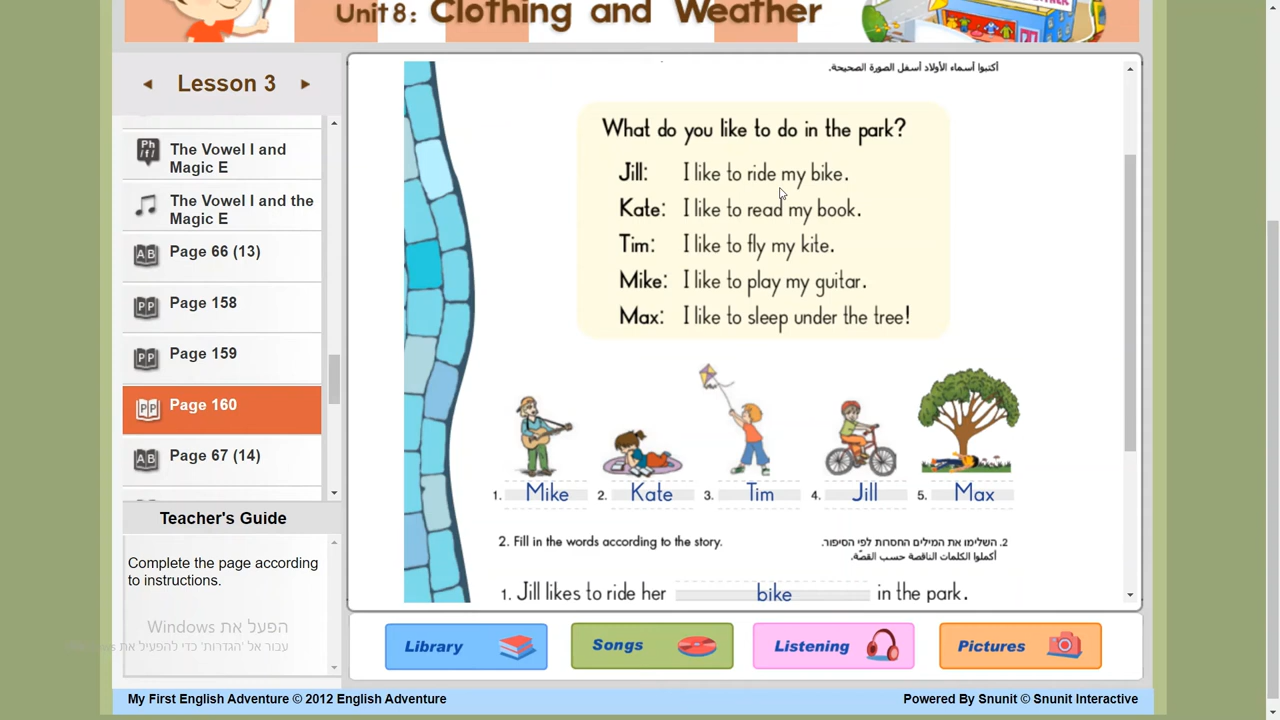 Unit 8: Clothing and Weather
Lesson 3
The Vowel I and
Magic E
The Vowel I and the
Magic E
Page 66 (13)
Page 158
Page 159
Page 160
Page 67 (14)
Teacher's Guide
Complete the page according
to instructions.
הפעל את Windows
עבור אל 'הגדרות' כדי להפעיל את Windows
أكتبوا أسماء الأولاد أسفل الصورة الصحيحة.
What do you like to do in the park?
Jill: I like to ride my bike.
Kate: I like to read my book.
Tim: I like to fly my kite.
Mike: I like to play my guitar.
Max: I like to sleep under the tree!
1. Mike 2. Kate 3. Tim 4. Jill 5. Max
2. Fill in the words according to the story.
2. השלימו את המילים החסרות לפי הסיפור.
أكملوا الكلمات الناقصة حسب القصّة.
1. Jill likes to ride her bike in the park.
Library
Songs
Listening
Pictures
My First English Adventure © 2012 English Adventure
Powered By Snunit © Snunit Interactive